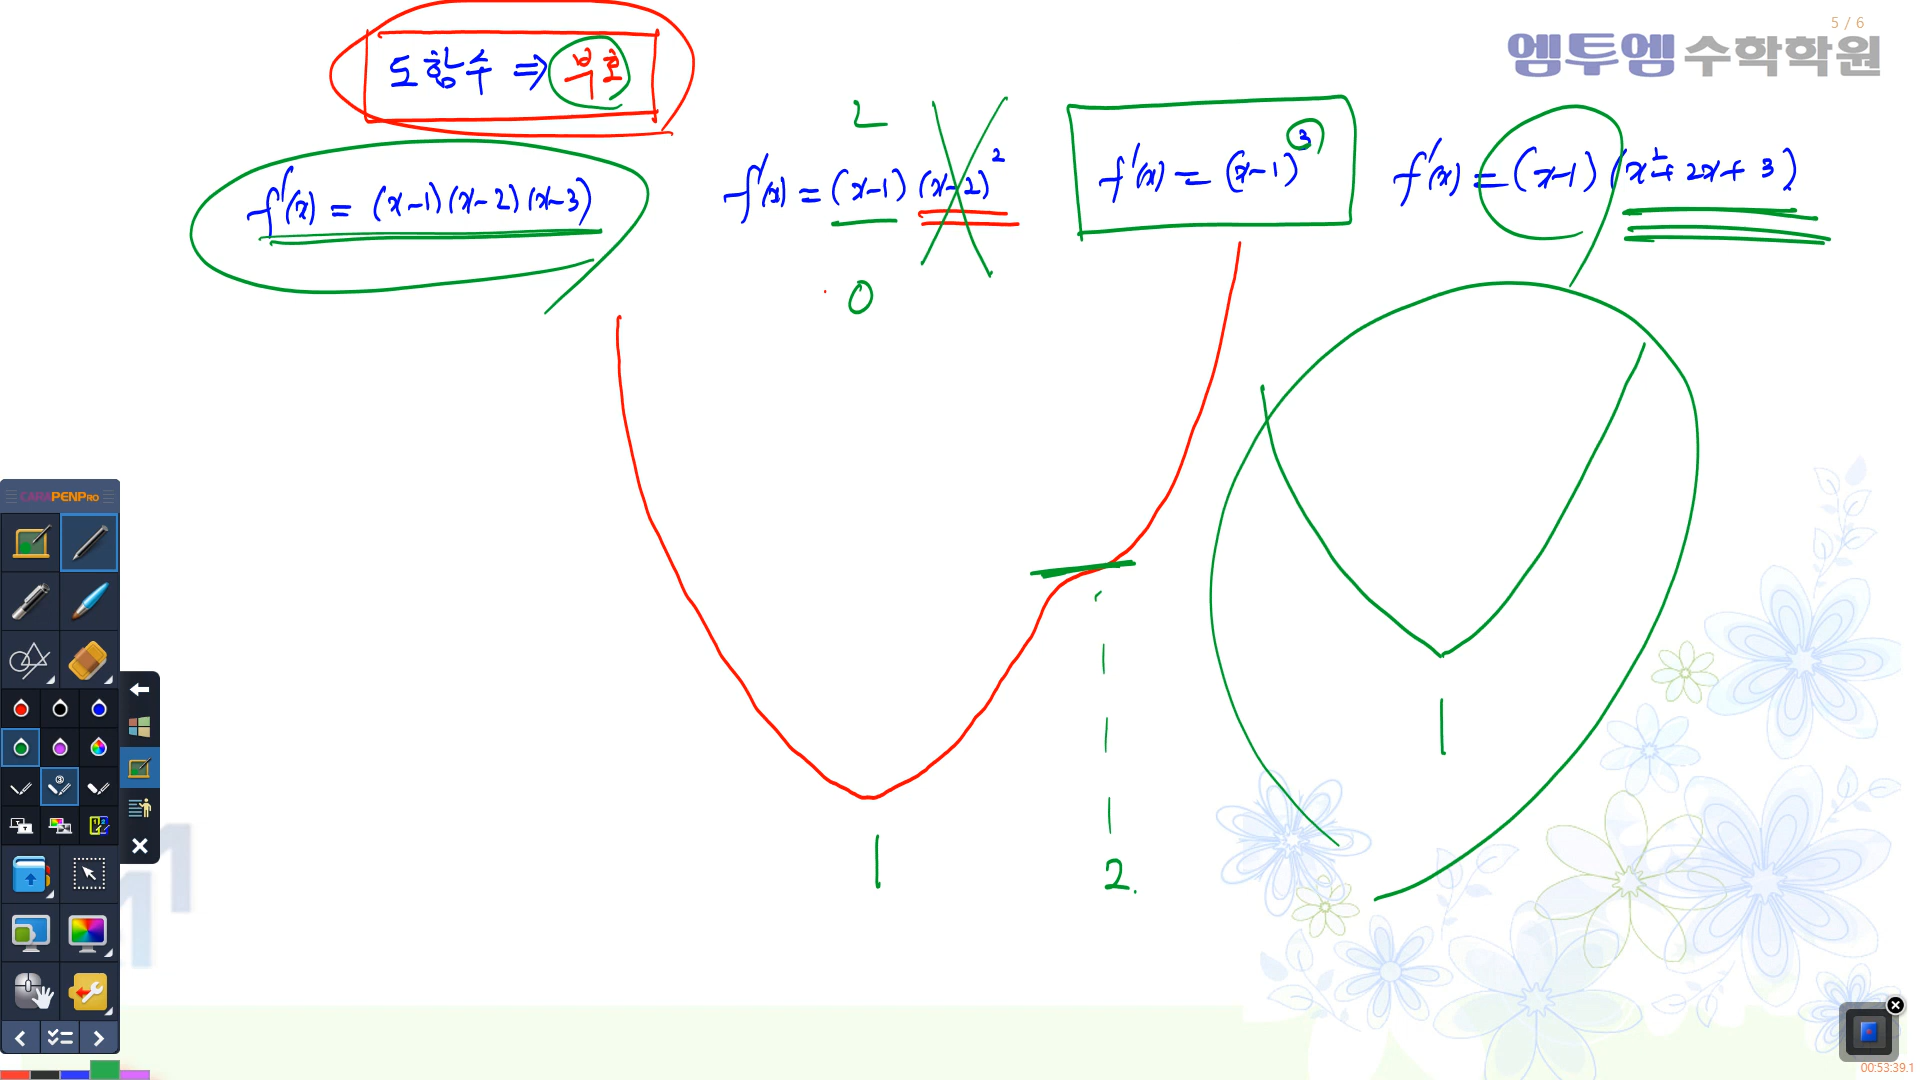 5 / 6
엠투엠 수학학원
도함수 ⇒ 부호
f'(x) = (x-1)(x-2)(x-3)
2
f'(x) = (x-1)(x-2)²
0
f'(x) = (x-1)³
f'(x) = (x-1)(x²+2x+3)
1
2.
1
CARAPENPRO
00:53:39.1